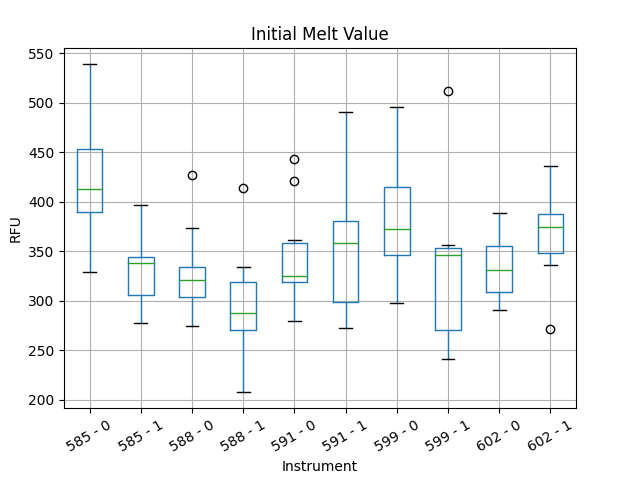 Initial Melt Value
RFU
550
500
450
400
350
300
250
200
585 - 0
585 - 1
588 - 0
588 - 1
591 - 0
591 - 1
599 - 0
599 - 1
602 - 0
602 - 1
Instrument